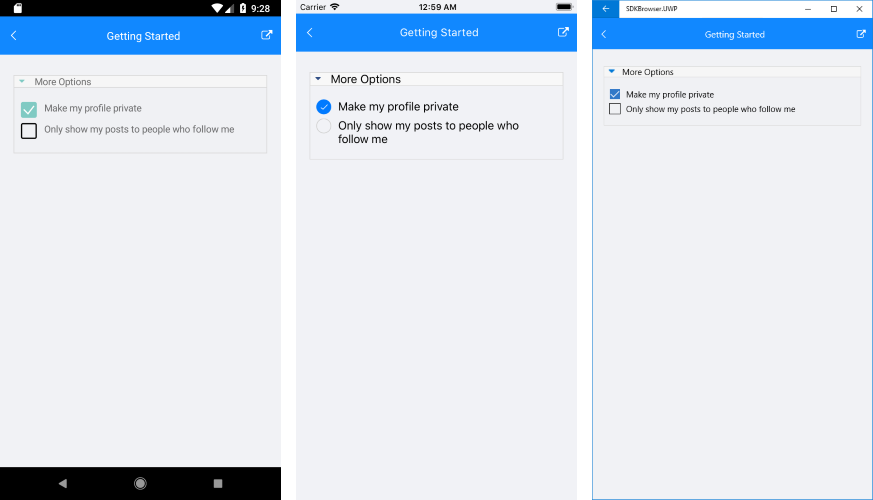 9:28
Getting Started
More Options
Make my profile private
Only show my posts to people who follow me
Carrier 12:59 AM
Getting Started
More Options
Make my profile private
Only show my posts to people who
follow me
SDKBrowser.UWP
Getting Started
More Options
Make my profile private
Only show my posts to people who follow me